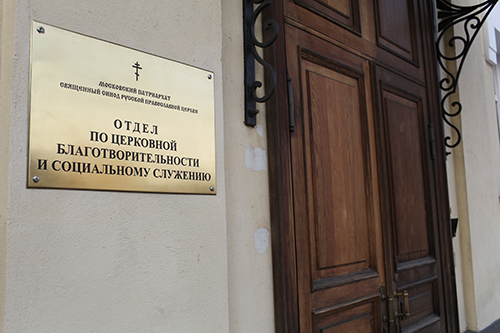 МОСКОВСКИЙ ПАТРИАРХАТ
СВЯЩЕННЫЙ СИНОД РУССКОЙ ПРАВОСЛАВНОЙ ЦЕРКВИ
ОТДЕЛ
ПО ЦЕРКОВНОЙ
БЛАГОТВОРИТЕЛЬНОСТИ
И СОЦИАЛЬНОМУ СЛУЖЕНИЮ